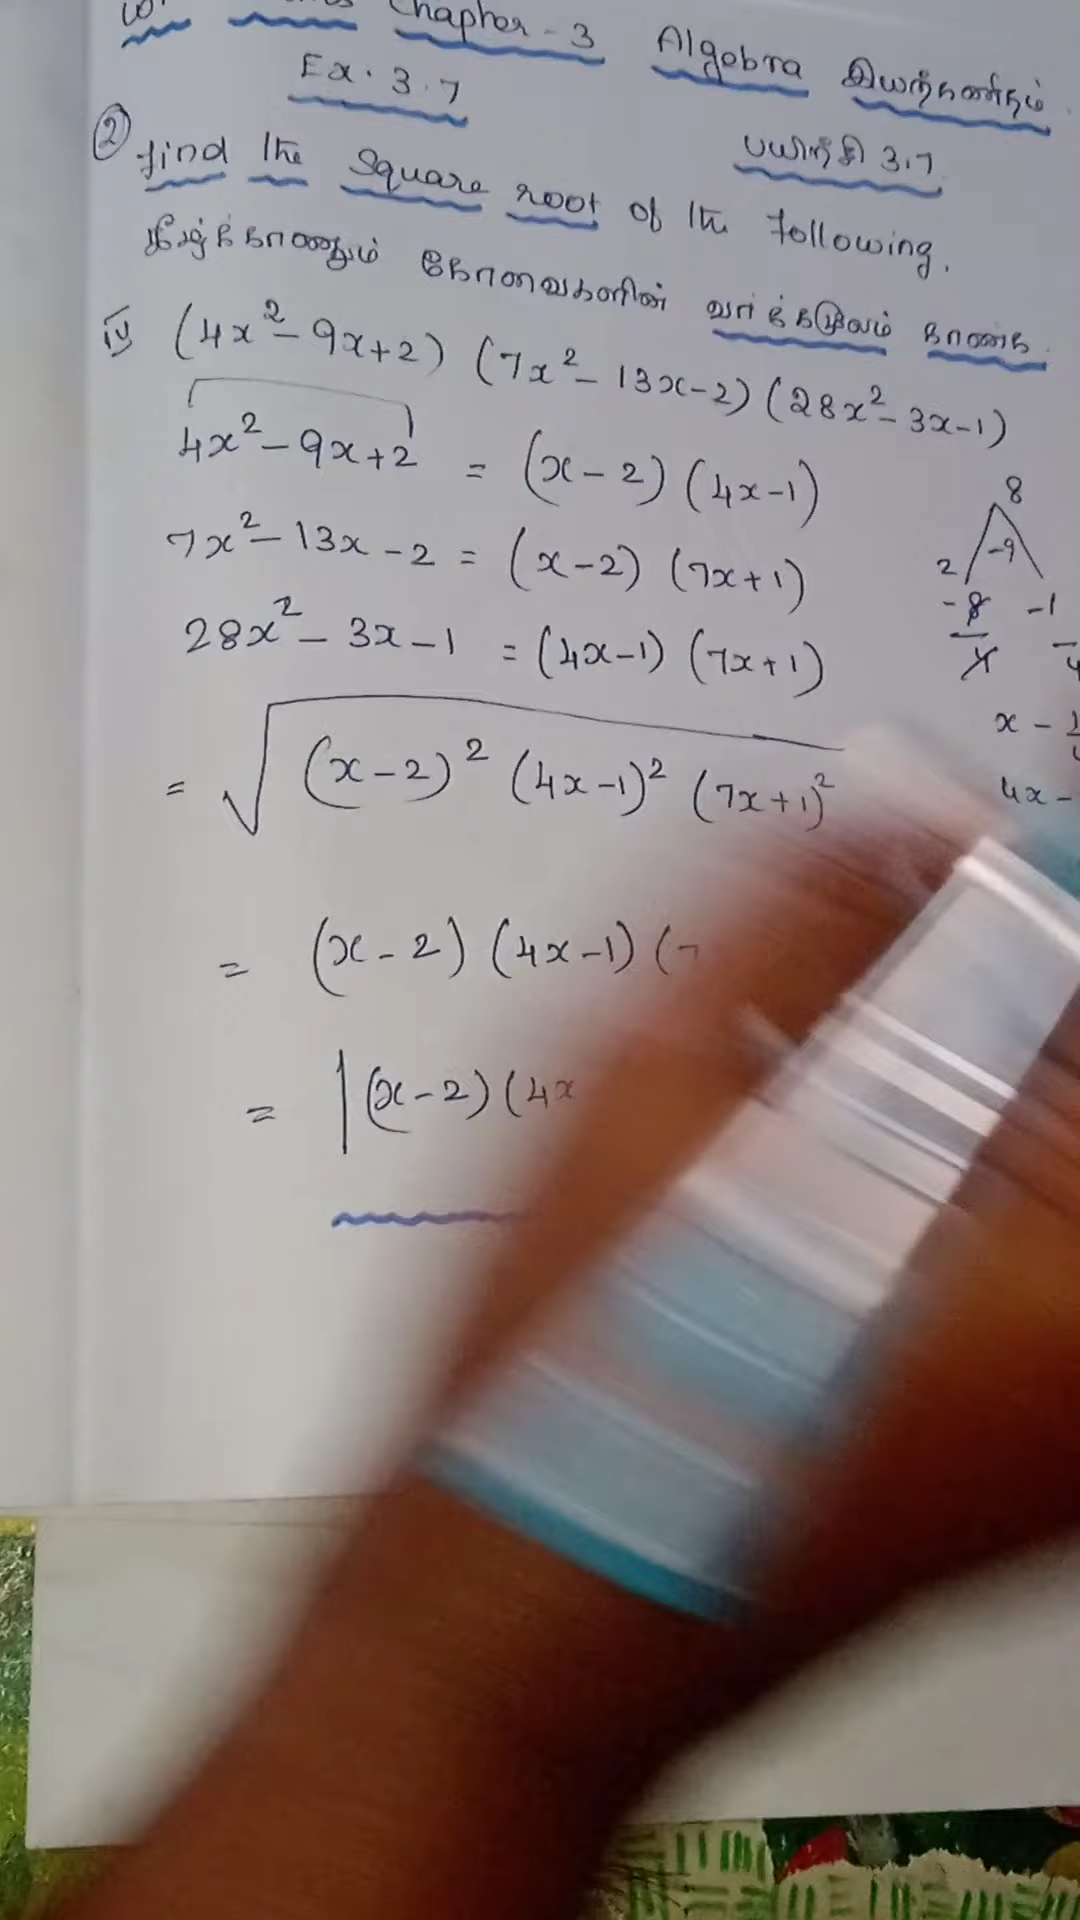 Chapter - 3 Algebra இயற்கணிதம்
Ex. 3.7
பயிற்சி 3.7
② find the square root of the following.
கீழ்க்காணும் கோவைகளின் வர்க்கமூலம் காண்க.
iv (4x² - 9x + 2) (7x² - 13x - 2) (28x² - 3x - 1)
4x² - 9x + 2 = (x - 2) (4x - 1)
7x² - 13x - 2 = (x - 2) (7x + 1)
28x² - 3x - 1 = (4x - 1) (7x + 1)
= √(x - 2)² (4x - 1)² (7x + 1)²
= (x - 2) (4x - 1) (7
= |(x - 2) (4x
8
-9
2
-8 -1
4
x -
4x -